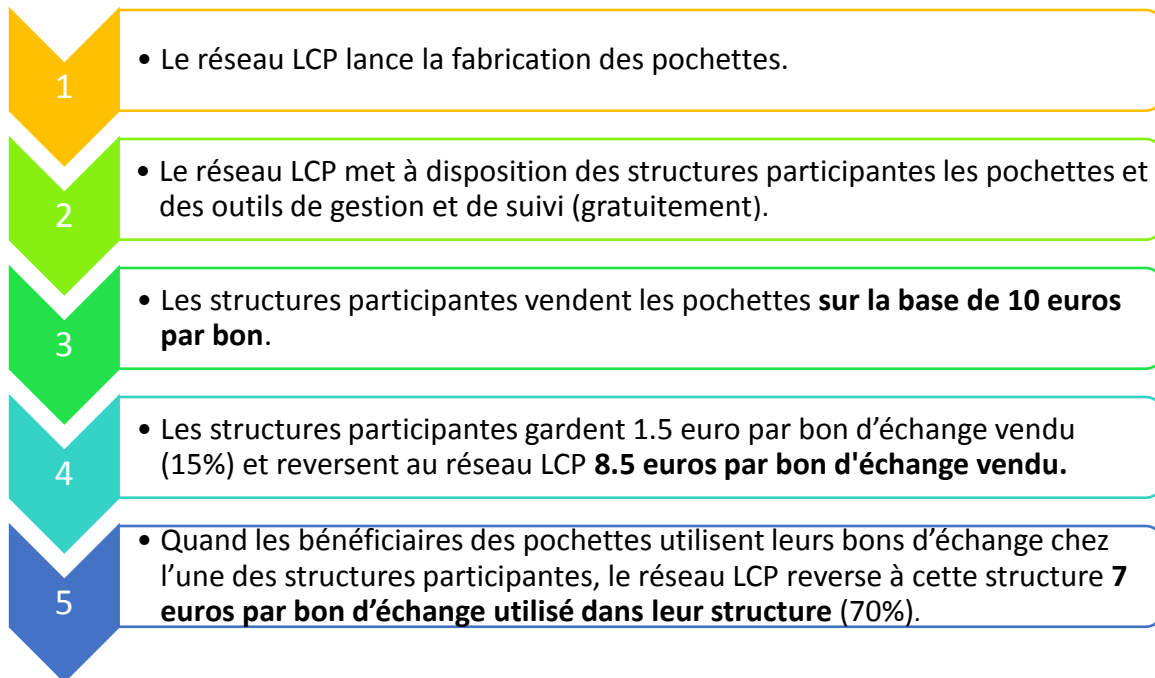 1
• Le réseau LCP lance la fabrication des pochettes.
2
• Le réseau LCP met à disposition des structures participantes les pochettes et
des outils de gestion et de suivi (gratuitement).
3
• Les structures participantes vendent les pochettes sur la base de 10 euros
par bon.
4
• Les structures participantes gardent 1.5 euro par bon d’échange vendu
(15%) et reversent au réseau LCP 8.5 euros par bon d'échange vendu.
5
• Quand les bénéficiaires des pochettes utilisent leurs bons d’échange chez
l’une des structures participantes, le réseau LCP reverse à cette structure 7
euros par bon d’échange utilisé dans leur structure (70%).